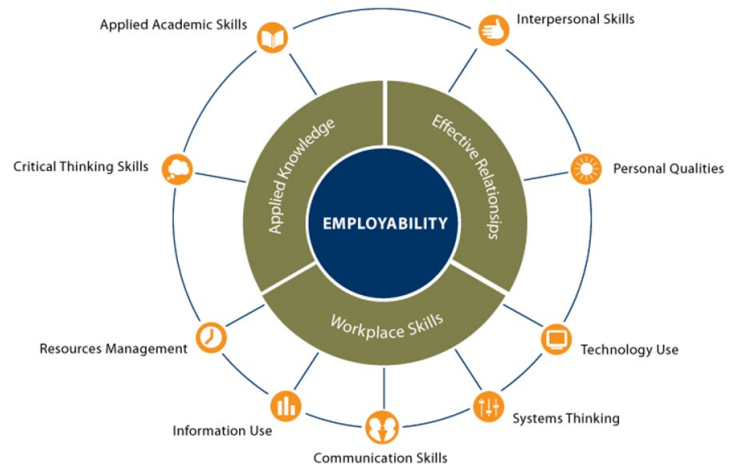 Applied Academic Skills
Interpersonal Skills
Applied Knowledge
Effective Relationsips
Critical Thinking Skills
Personal Qualities
EMPLOYABILITY
Workplace Skills
Resources Management
Technology Use
Information Use
Systems Thinking
Communication Skills